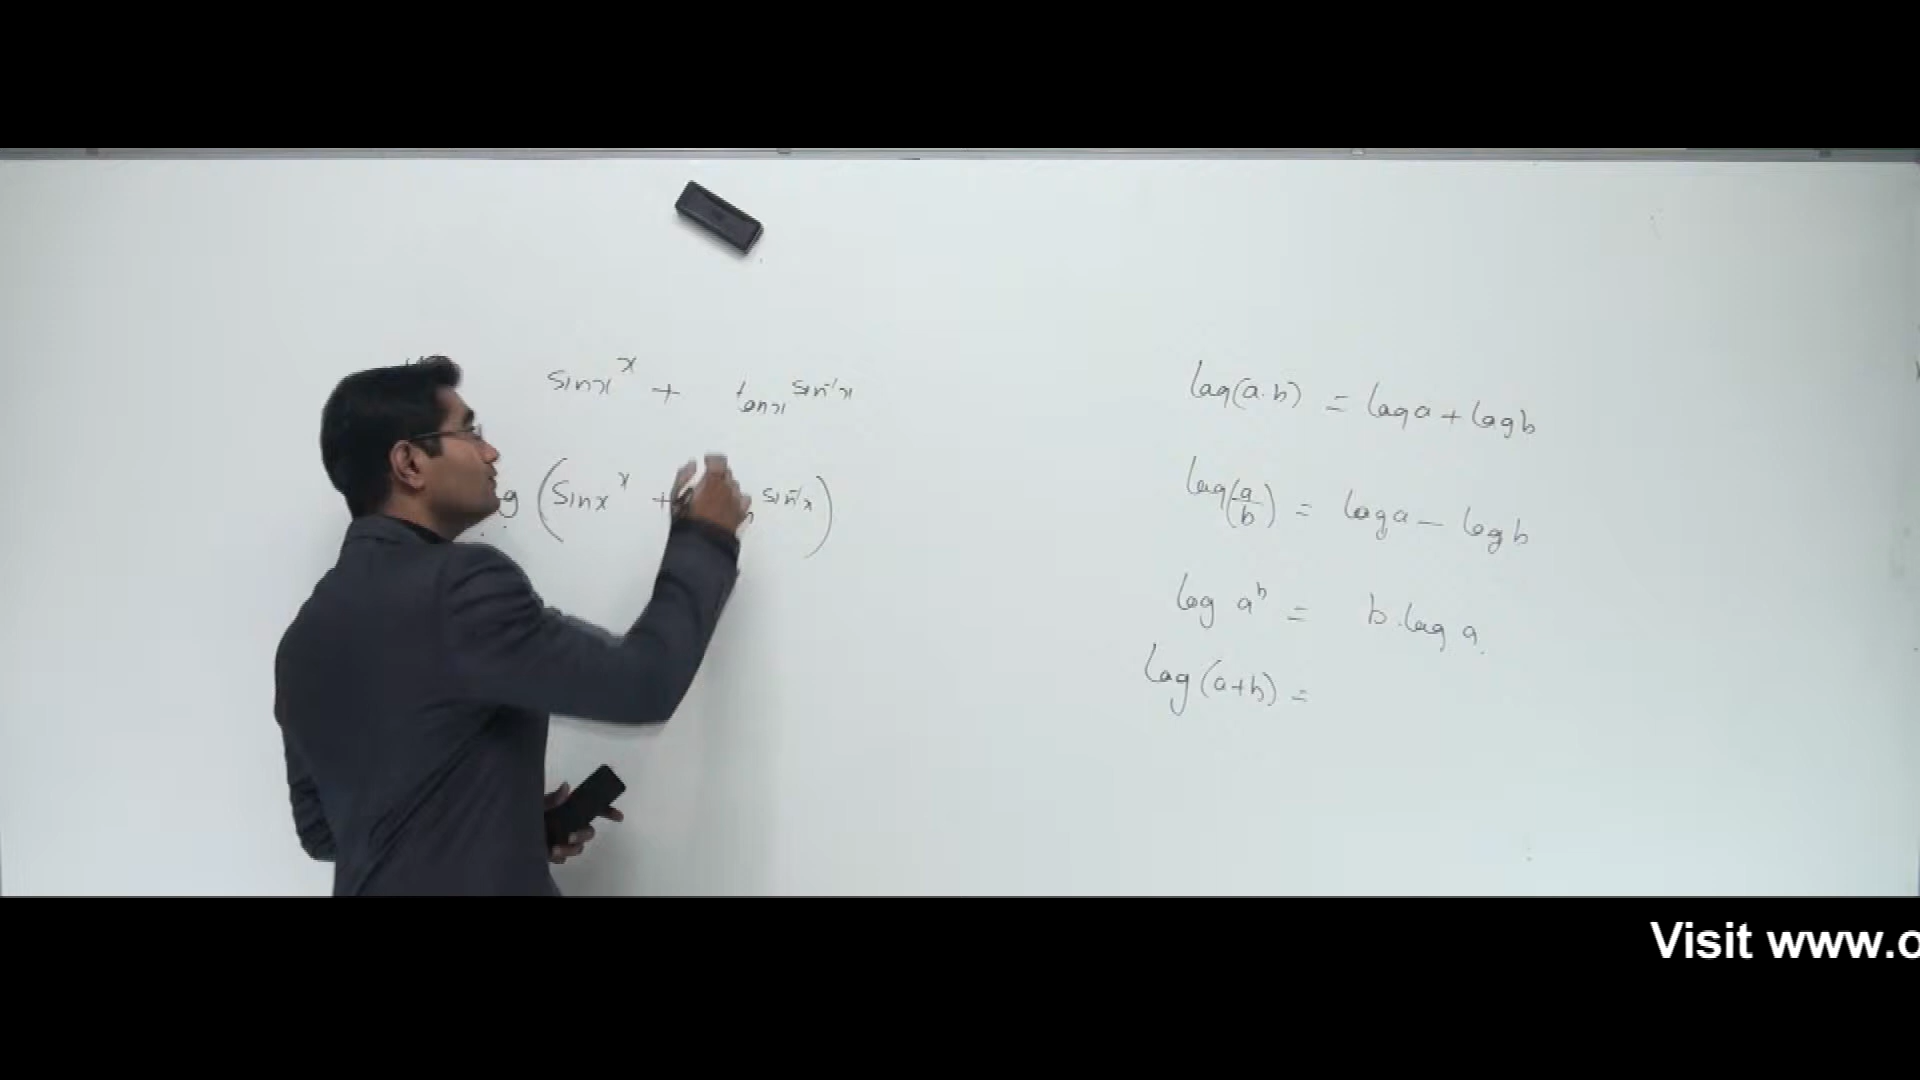 sinx^x + tanx^sin⁻¹x
(sinx^x + sin⁻¹x)
log(a.b) = log a + log b
log(a/b) = log a – log b
log a^b = b.log a.
log(a+b) =
Visit www.o